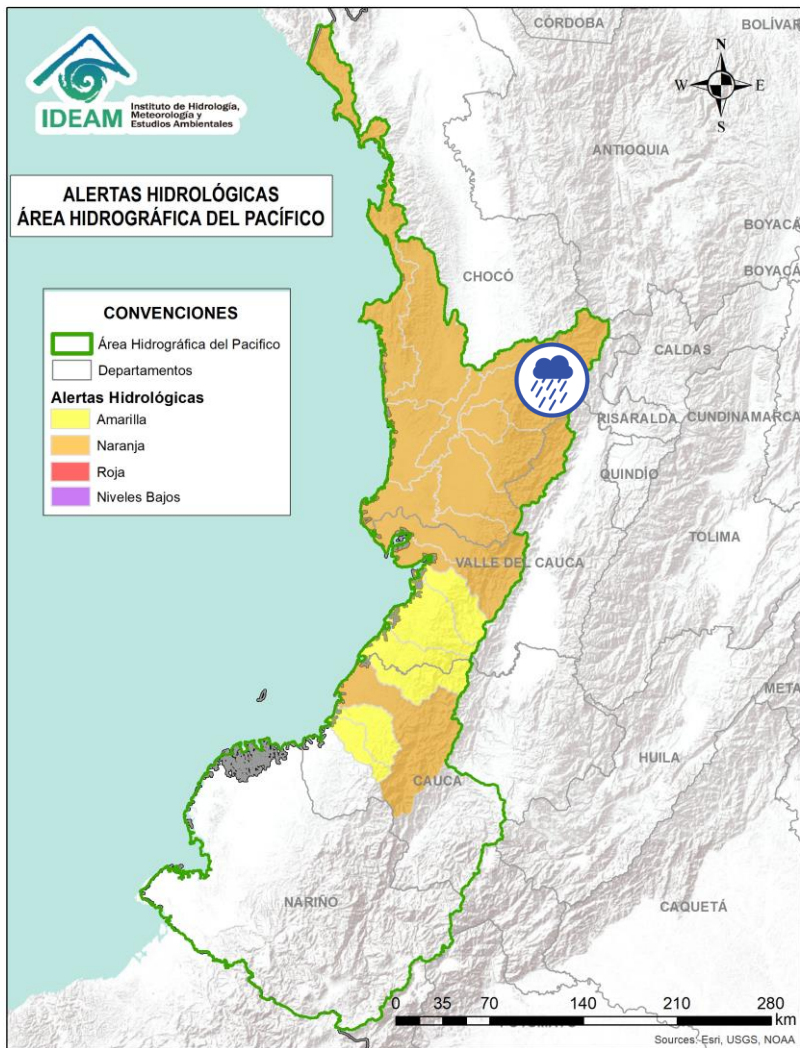 CÓRDOBA
BOLÍVAR
N
W
E
S
IDEAM
Instituto de Hidrología,
Meteorología y
Estudios Ambientales
ANTIOQUIA
ALERTAS HIDROLÓGICAS
ÁREA HIDROGRÁFICA DEL PACÍFICO
BOYACÁ
BOYACÁ
CHOCÓ
CONVENCIONES
Área Hidrográfica del Pacifico
Departamentos
Alertas Hidrológicas
Amarilla
Naranja
Roja
Niveles Bajos
CALDAS
RISARALDA
CUNDINAMARCA
QUINDÍO
TOLIMA
VALLE DEL CAUCA
META
HUILA
CAUCA
NARIÑO
CAQUETÁ
0 35 70 140 210 280
km
Sources: Esri, USGS, NOAA